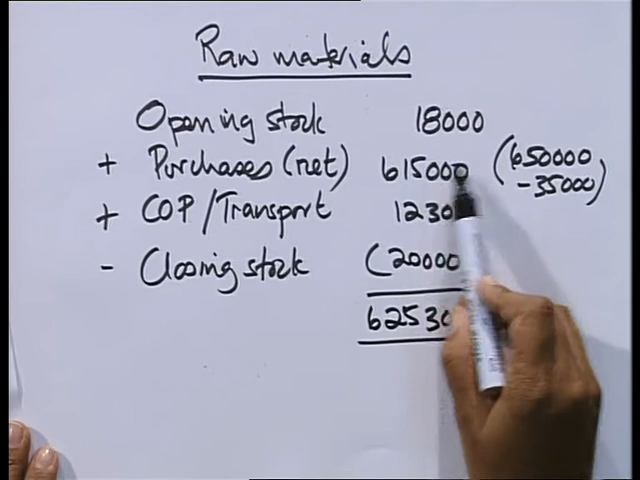 Raw materials
Opening stock 18000
+ Purchases (net) 615000 (650000
-35000)
+ COP/Transport 1230
- Closing stock (20000
62530